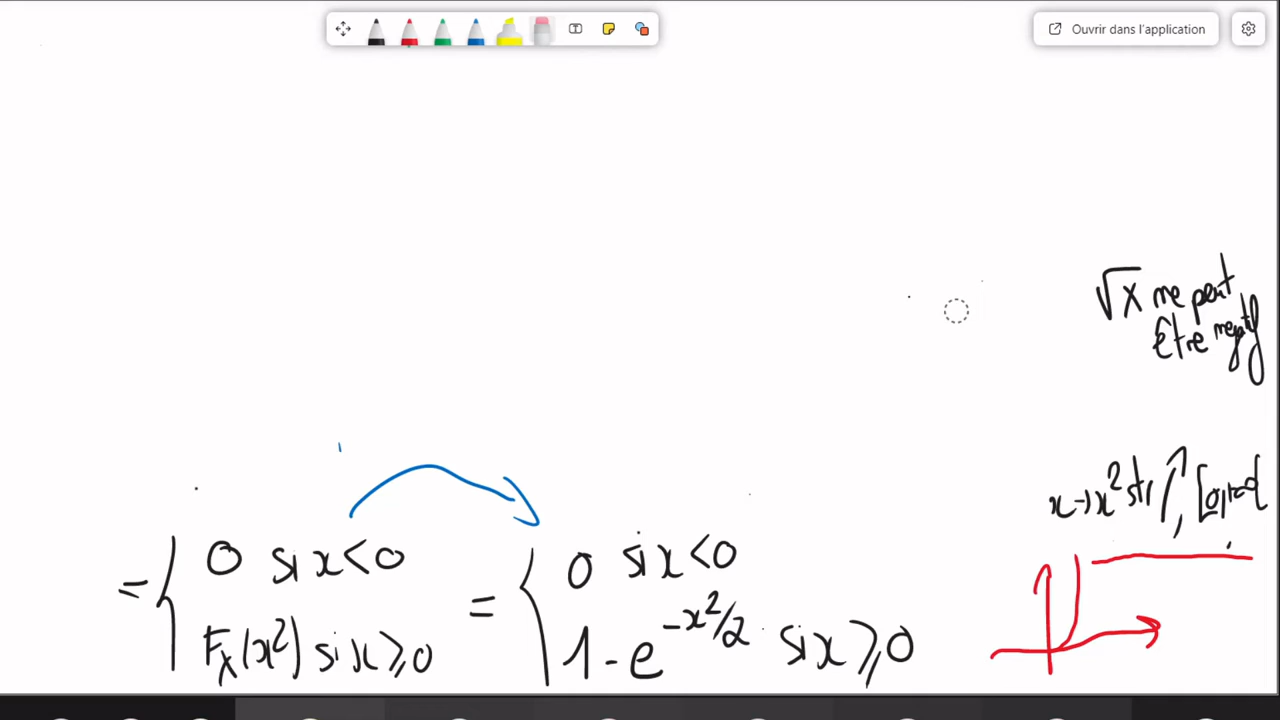 Ouvrir dans l'application
√X ne peut
être négatif
x→x² str ↗, [0,+∞[
= { 0 si x<0 = { 0 si x<0
F_X(x²) si x⩾0 1-e^{-x²/2} si x⩾0